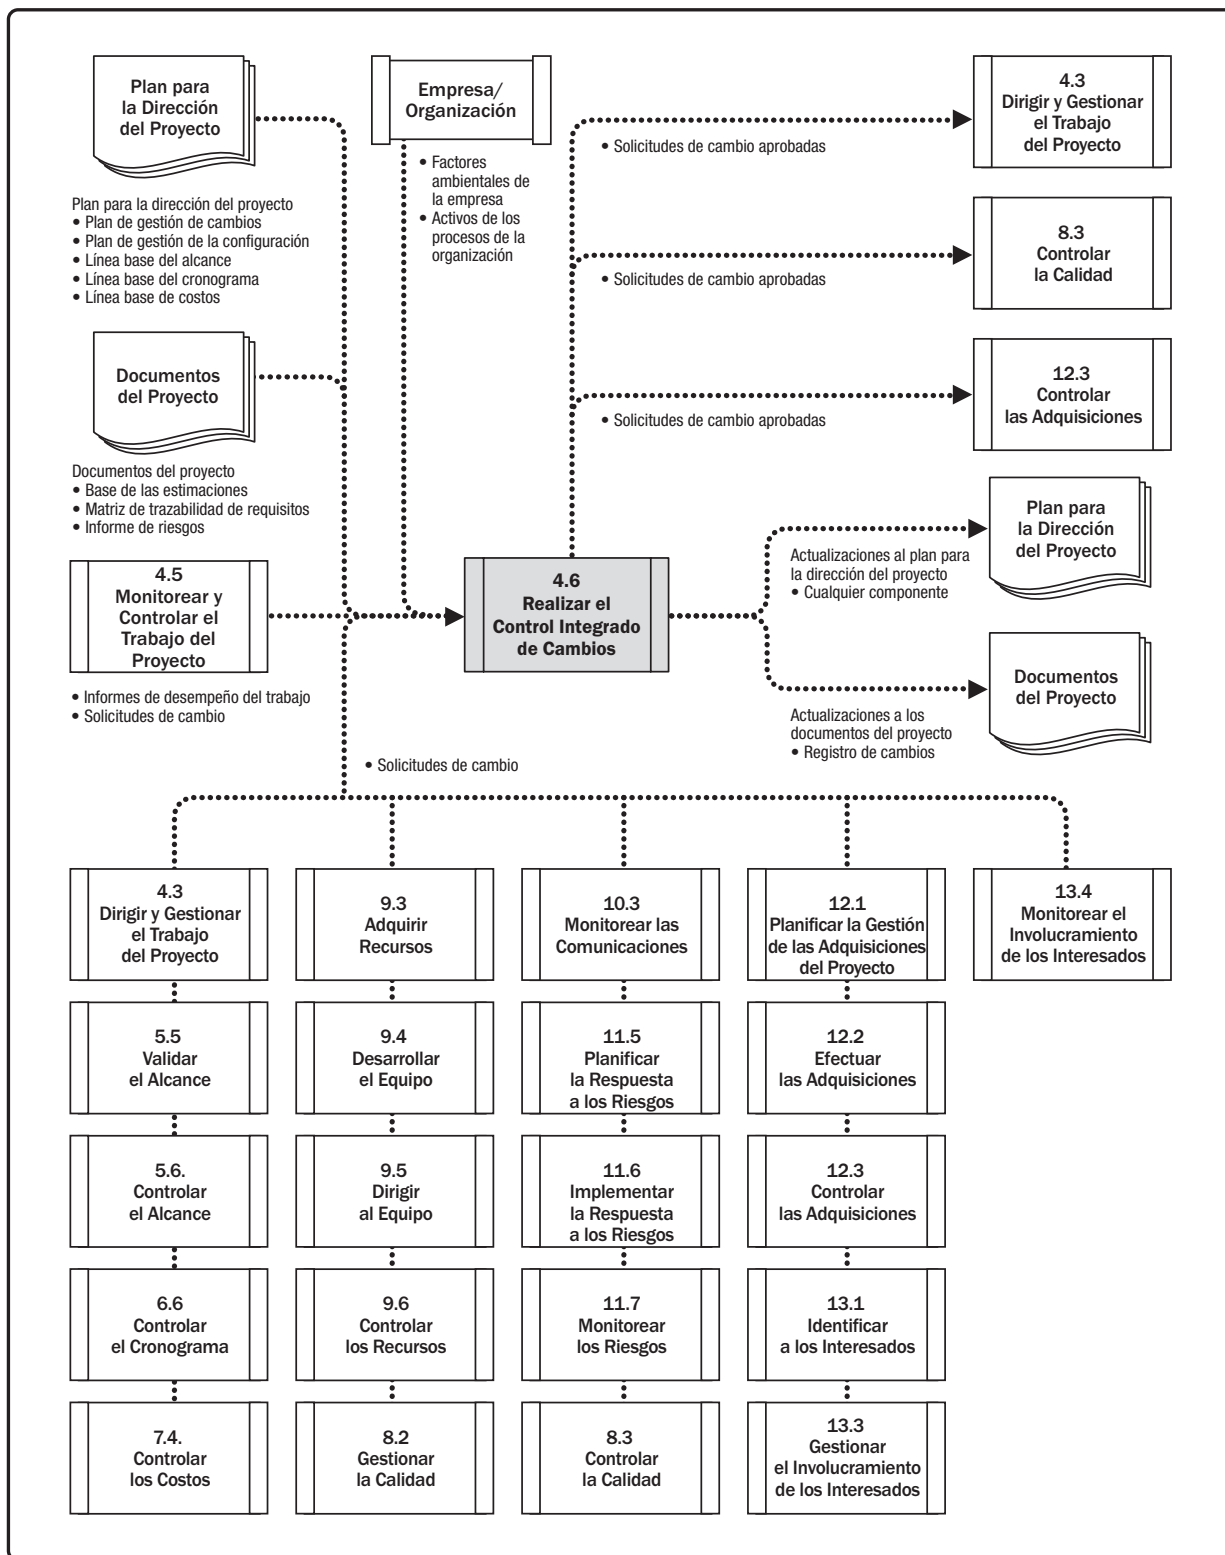 Plan para
la Dirección
del Proyecto
Plan para la dirección del proyecto
• Plan de gestión de cambios
• Plan de gestión de la configuración
• Línea base del alcance
• Línea base del cronograma
• Línea base de costos
Empresa/
Organización
• Factores
ambientales de
la empresa
• Activos de los
procesos de la
organización
4.3
Dirigir y Gestionar
el Trabajo
del Proyecto
• Solicitudes de cambio aprobadas
8.3
Controlar
la Calidad
• Solicitudes de cambio aprobadas
12.3
Controlar
las Adquisiciones
• Solicitudes de cambio aprobadas
Documentos
del Proyecto
Documentos del proyecto
• Base de las estimaciones
• Matriz de trazabilidad de requisitos
• Informe de riesgos
4.5
Monitorear y
Controlar el
Trabajo del
Proyecto
• Informes de desempeño del trabajo
• Solicitudes de cambio
4.6
Realizar el
Control Integrado
de Cambios
Plan para
la Dirección
del Proyecto
Actualizaciones al plan para
la dirección del proyecto
• Cualquier componente
Documentos
del Proyecto
Actualizaciones a los
documentos del proyecto
• Registro de cambios
• Solicitudes de cambio
4.3
Dirigir y Gestionar
el Trabajo
del Proyecto
5.5
Validar
el Alcance
5.6.
Controlar
el Alcance
6.6
Controlar
el Cronograma
7.4.
Controlar
los Costos
9.3
Adquirir
Recursos
9.4
Desarrollar
el Equipo
9.5
Dirigir
al Equipo
9.6
Controlar
los Recursos
8.2
Gestionar
la Calidad
10.3
Monitorear las
Comunicaciones
11.5
Planificar
la Respuesta
a los Riesgos
11.6
Implementar
la Respuesta
a los Riesgos
11.7
Monitorear
los Riesgos
8.3
Controlar
la Calidad
12.1
Planificar la Gestión
de las Adquisiciones
del Proyecto
12.2
Efectuar
las Adquisiciones
12.3
Controlar
las Adquisiciones
13.1
Identificar
a los Interesados
13.3
Gestionar
el Involucramiento
de los Interesados
13.4
Monitorear el
Involucramiento
de los Interesados